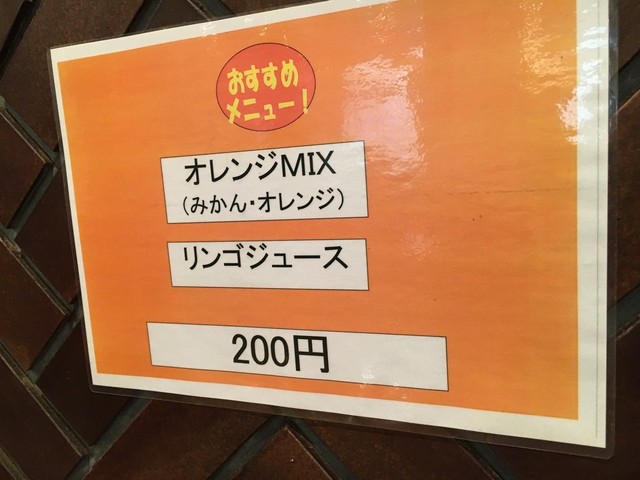 おすすめ
メニュー！
オレンジMIX
（みかん・オレンジ）
リンゴジュース
200円